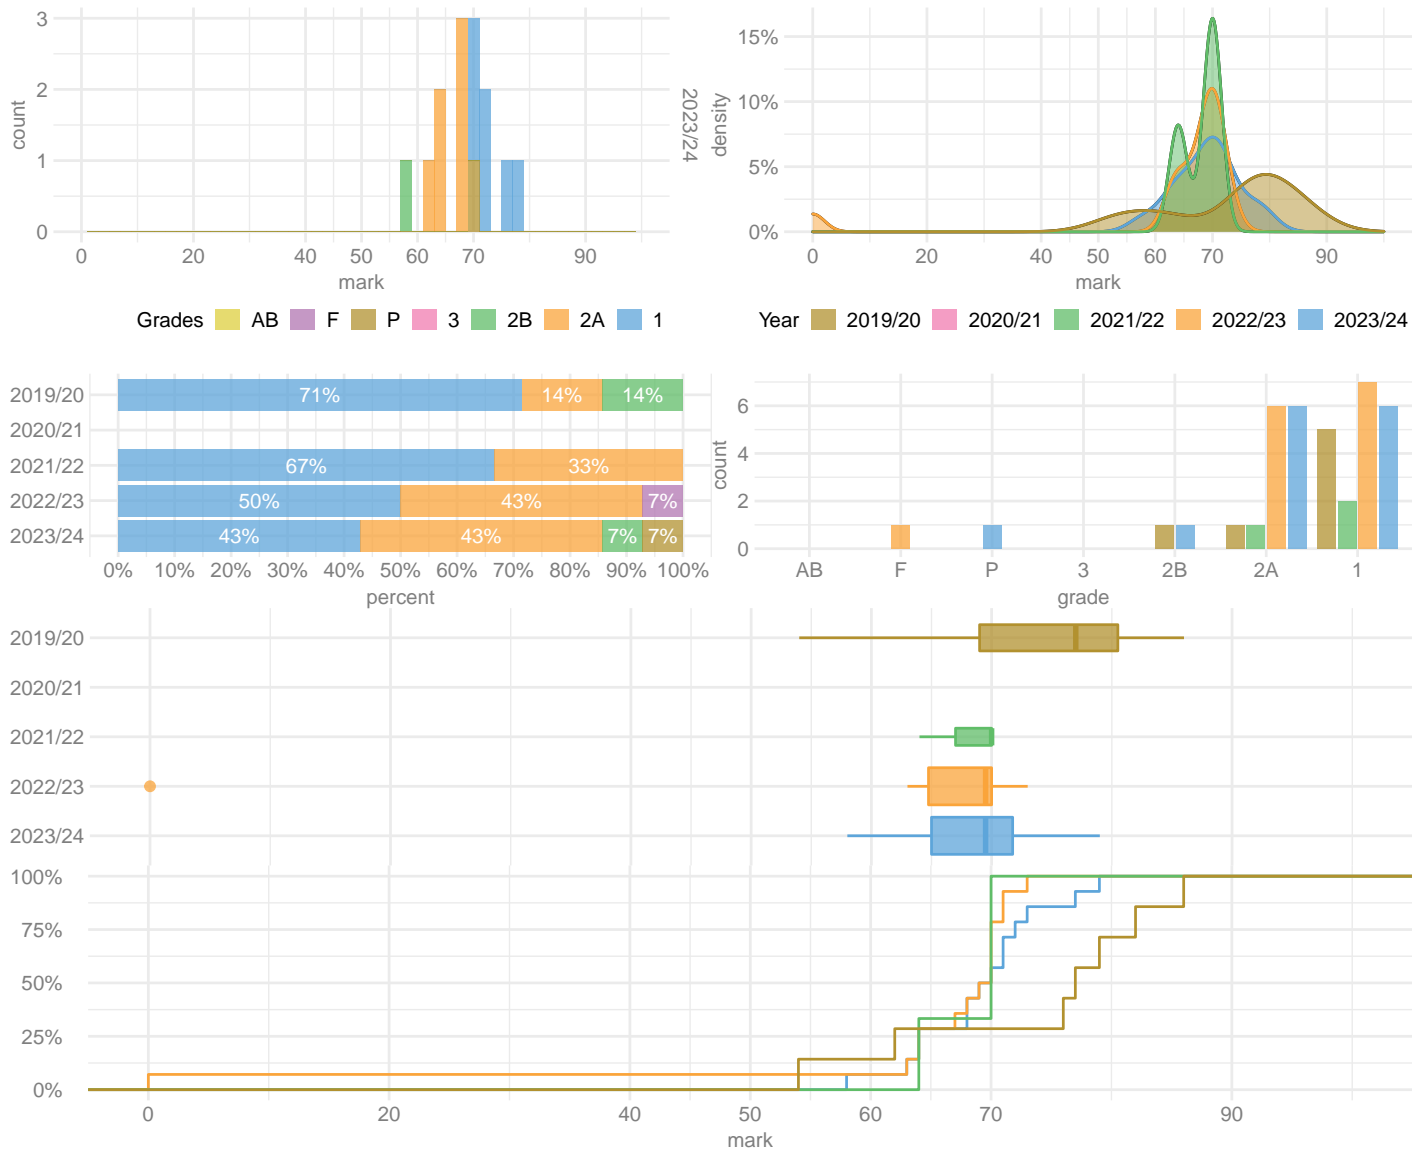 3
2
1
0
count
0
20
40
50
60
70
90
mark
2023/24
15%
10%
5%
0%
density
0
20
40
50
60
70
90
mark
Grades AB F P 3 2B 2A 1
Year 2019/20 2020/21 2021/22 2022/23 2023/24
2019/20 71% 14% 14%
2020/21
2021/22 67% 33%
2022/23 50% 43% 7%
2023/24 43% 43% 7% 7%
0% 10% 20% 30% 40% 50% 60% 70% 80% 90% 100%
percent
6
4
2
0
count
AB F P 3 2B 2A 1
grade
2019/20
2020/21
2021/22
2022/23
2023/24
100%
75%
50%
25%
0%
0 20 40 50 60 70 90
mark